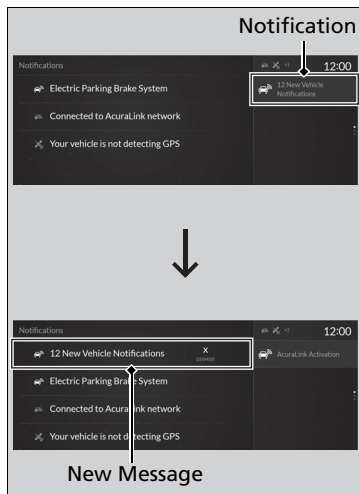 Notification
Notifications
+1
12:00
Electric Parking Brake System
12 New Vehicle
Notifications
Connected to AcuraLink network
Your vehicle is not detecting GPS
Notifications
12:00
12 New Vehicle Notifications
X
DISMISS
AcuraLink Activation
Electric Parking Brake System
Connected to AcuraLink network
Your vehicle is not detecting GPS
New Message